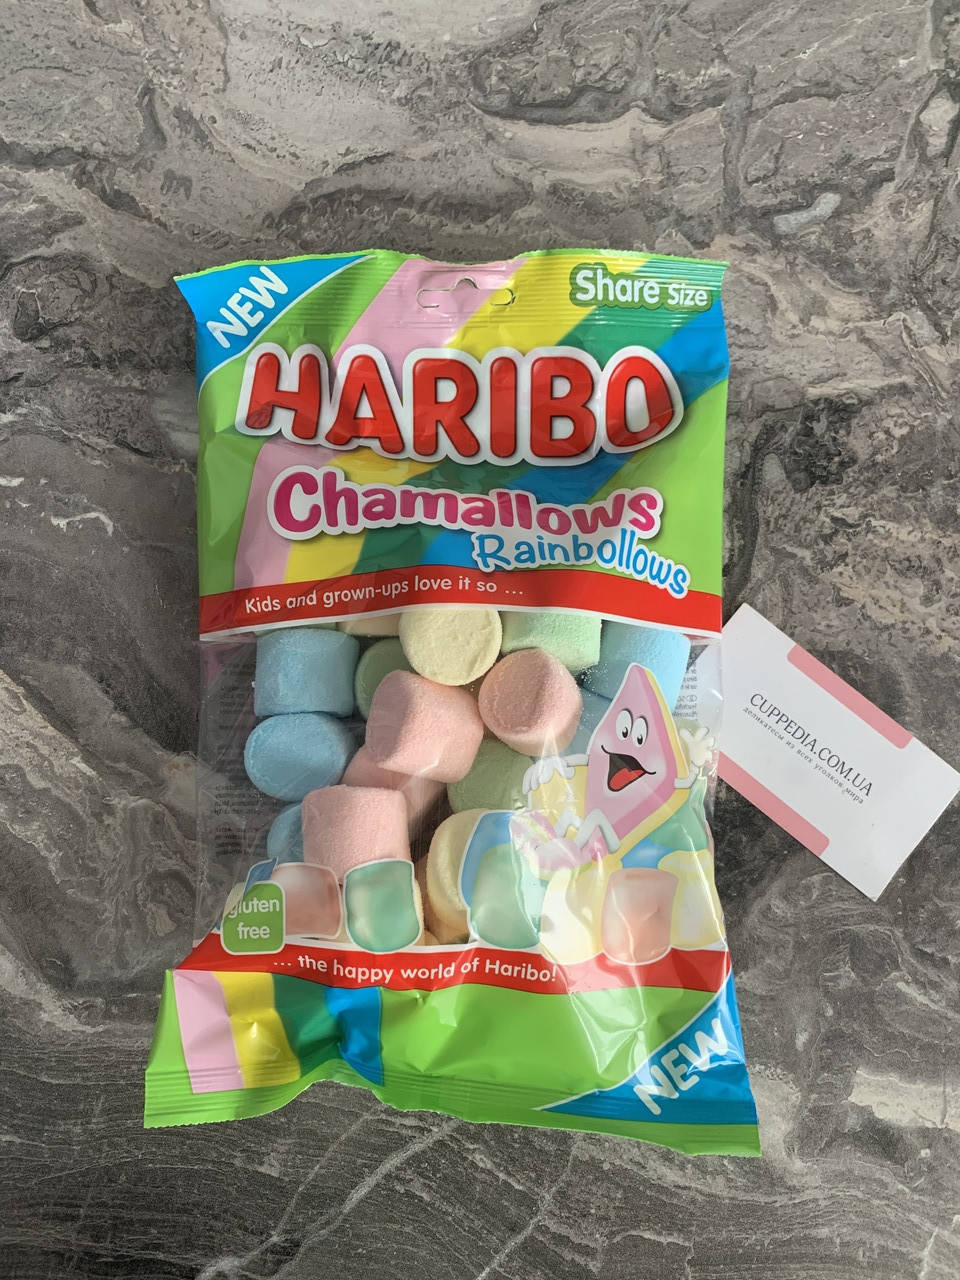 NEW
Share Size
HARIBO
Chamallows
Rainbollows
Kids and grown-ups love it so ...
CUPPEDIA.COM.UA
деликатесы из всех уголков мира
gluten
free
... the happy world of Haribo!
NEW